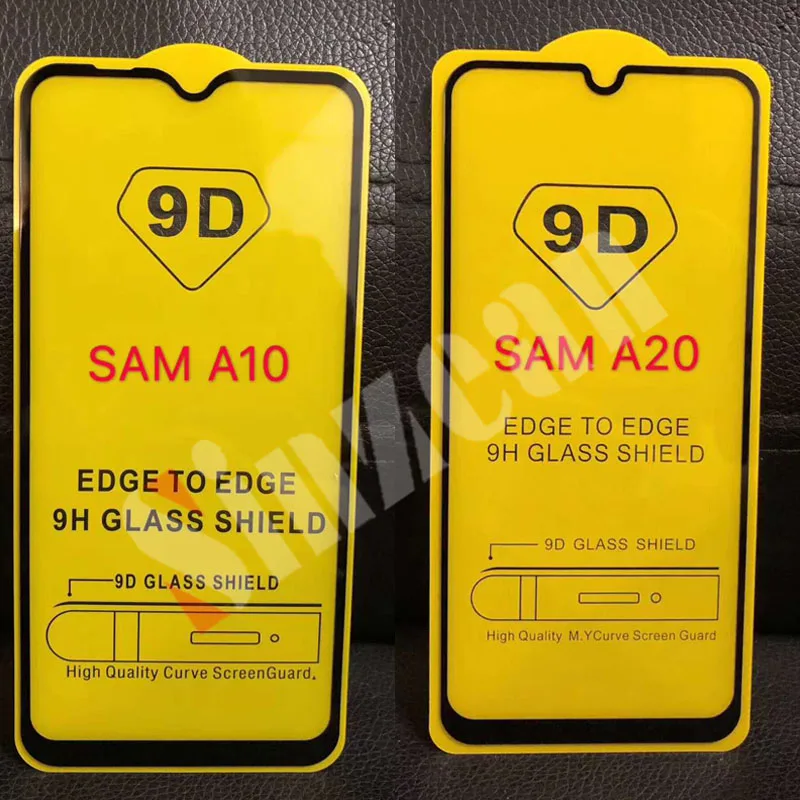 9D
SAM A10
EDGE TO EDGE
9H GLASS SHIELD
9D GLASS SHIELD
High Quality Curve ScreenGuard.
9D
SAM A20
EDGE TO EDGE
9H GLASS SHIELD
9D GLASS SHIELD
High Quality M.YCurve Screen Guard
Sinzean